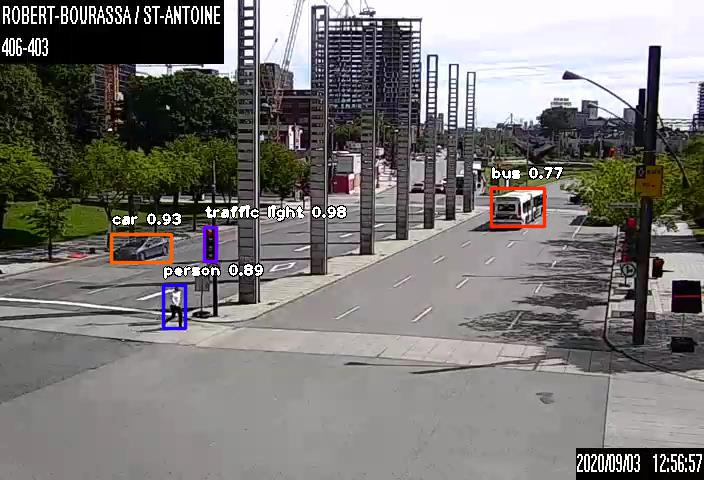 ROBERT-BOURASSA / ST-ANTOINE
406-403
bus 0.77
car 0.93
traffic light 0.98
person 0.89
2020/09/03 12:56:57